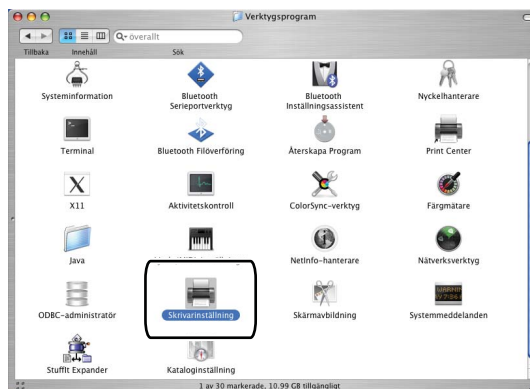 Verktygsprogram
överallt
Tillbaka Innehåll Sök
Systeminformation
Bluetooth Serieportverktyg
Bluetooth Inställningsassistent
Nyckelhanterare
Terminal
Bluetooth Filöverföring
Återskapa Program
Print Center
X11
Aktivitetskontroll
ColorSync-verktyg
Färgmätare
Java
NetInfo-hanterare
Nätverksverktyg
ODBC-administratör
Skrivarinställning
Skärmavbildning
Systemmeddelanden
StuffIt Expander
Kataloginställning
1 av 30 markerade, 10.99 GB tillgängligt